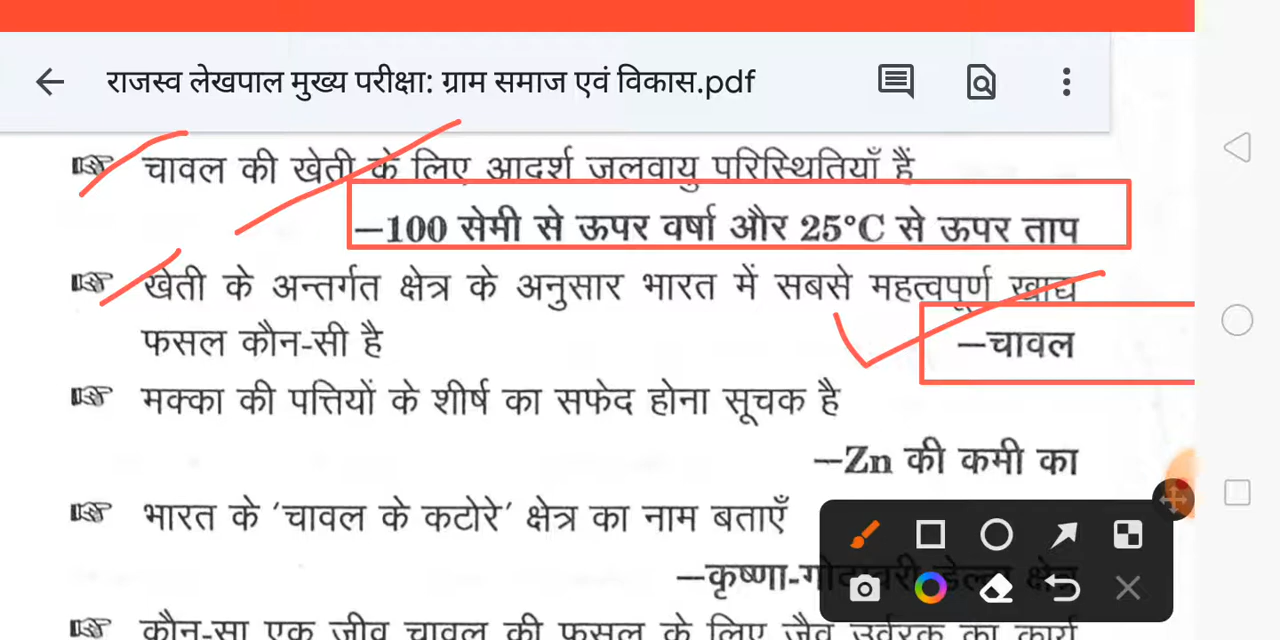 राजस्व लेखपाल मुख्य परीक्षा: ग्राम समाज एवं विकास.pdf
चावल की खेती के लिए आदर्श जलवायु परिस्थितियाँ हैं
—100 सेमी से ऊपर वर्षा और 25°C से ऊपर ताप
खेती के अन्तर्गत क्षेत्र के अनुसार भारत में सबसे महत्वपूर्ण खाद्य
फसल कौन-सी है —चावल
मक्का की पत्तियों के शीर्ष का सफेद होना सूचक है
—Zn की कमी का
भारत के ‘चावल के कटोरे’ क्षेत्र का नाम बताएँ
—कृष्णा-गोदावरी डेल्टा क्षेत्र
कौन-सा एक जीव चावल की फसल के लिए जैव उर्वरक का कार्य